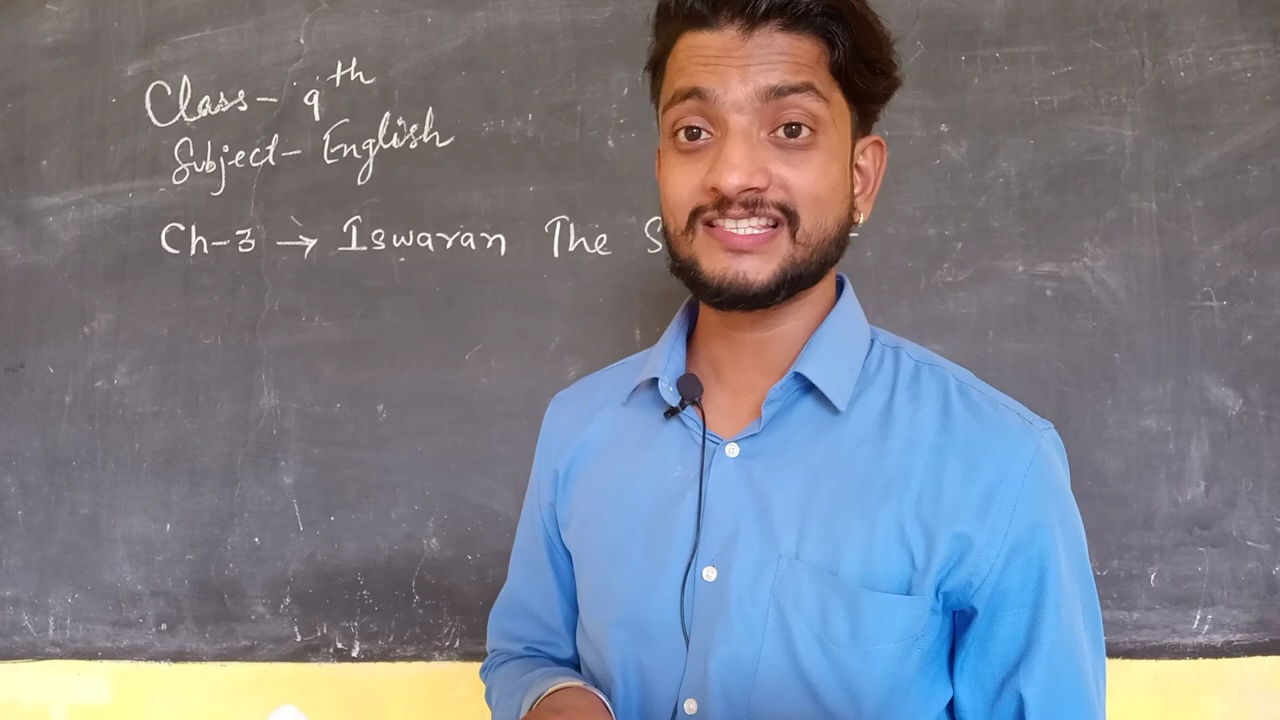 Class- 9th
Subject- English
Ch-3 → Iswaran The S